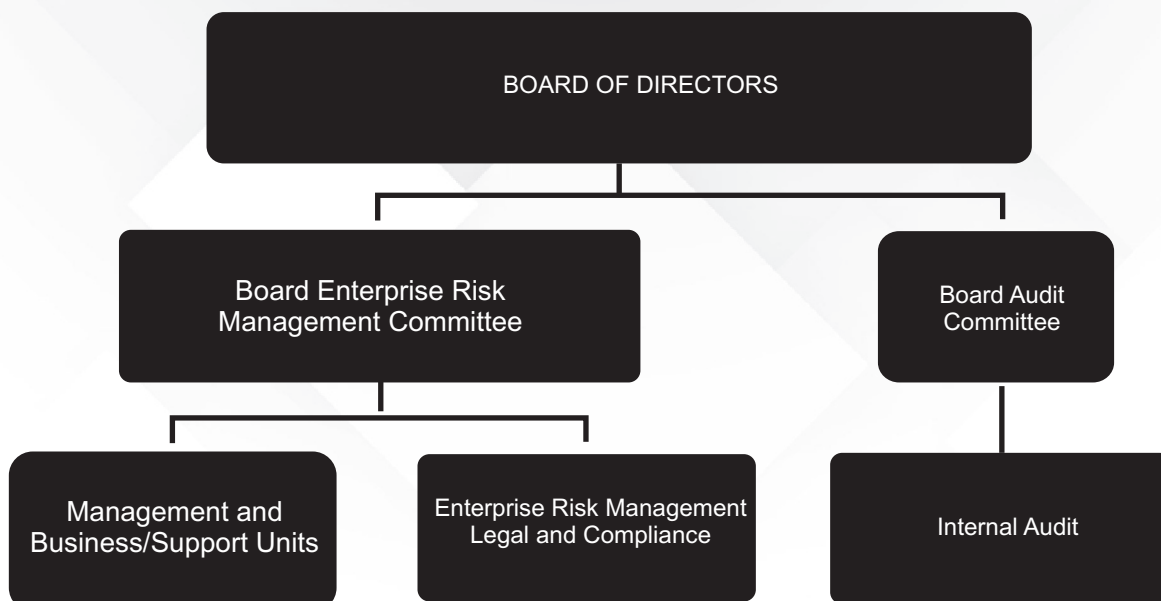 BOARD OF DIRECTORS
Board Enterprise Risk
Management Committee
Board Audit
Committee
Management and
Business/Support Units
Enterprise Risk Management
Legal and Compliance
Internal Audit